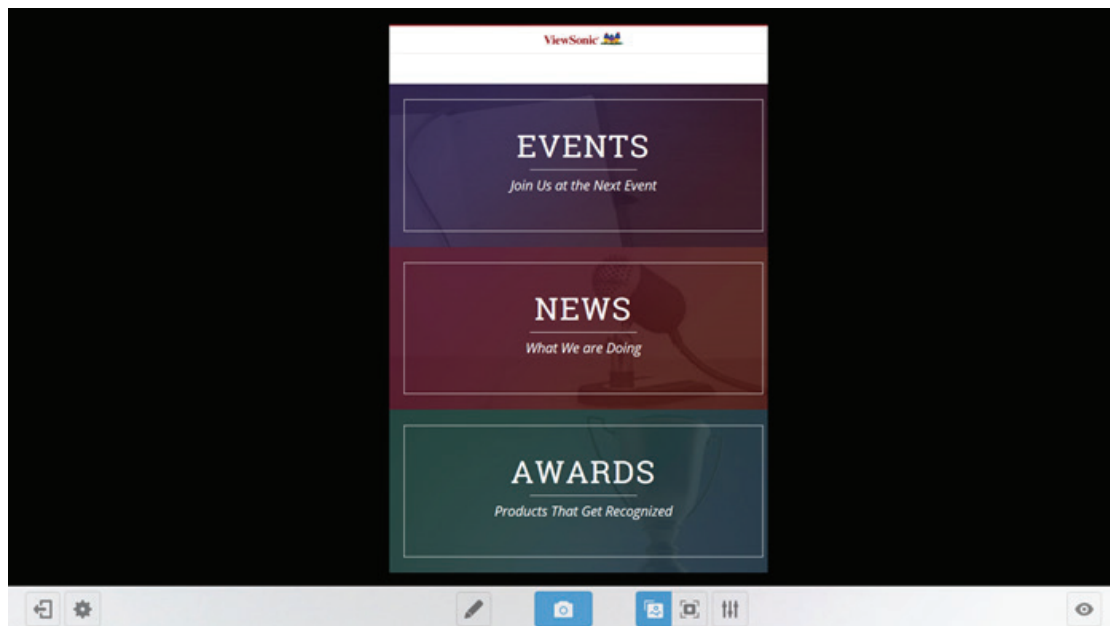 ViewSonic
EVENTS
Join Us at the Next Event
NEWS
What We are Doing
AWARDS
Products That Get Recognized